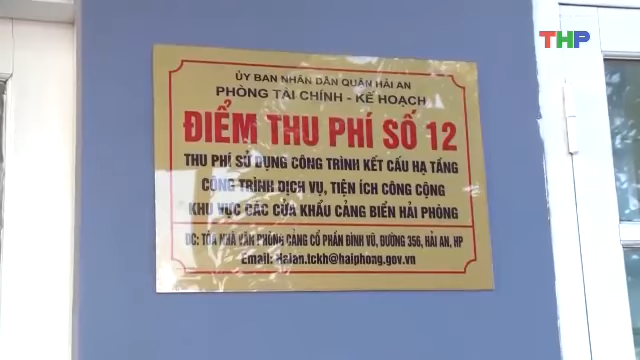 THP
ỦY BAN NHÂN DÂN QUẬN HẢI AN
PHÒNG TÀI CHÍNH - KẾ HOẠCH
ĐIỂM THU PHÍ SỐ 12
THU PHÍ SỬ DỤNG CÔNG TRÌNH KẾT CẤU HẠ TẦNG
CÔNG TRÌNH DỊCH VỤ, TIỆN ÍCH CÔNG CỘNG
KHU VỰC CÁC CỬA KHẨU CẢNG BIỂN HẢI PHÒNG
ĐC: TÒA NHÀ VĂN PHÒNG CẢNG CỔ PHẦN ĐÌNH VŨ, ĐƯỜNG 356, HẢI AN, HP
Email: Haian.tckh@haiphong.gov.vn